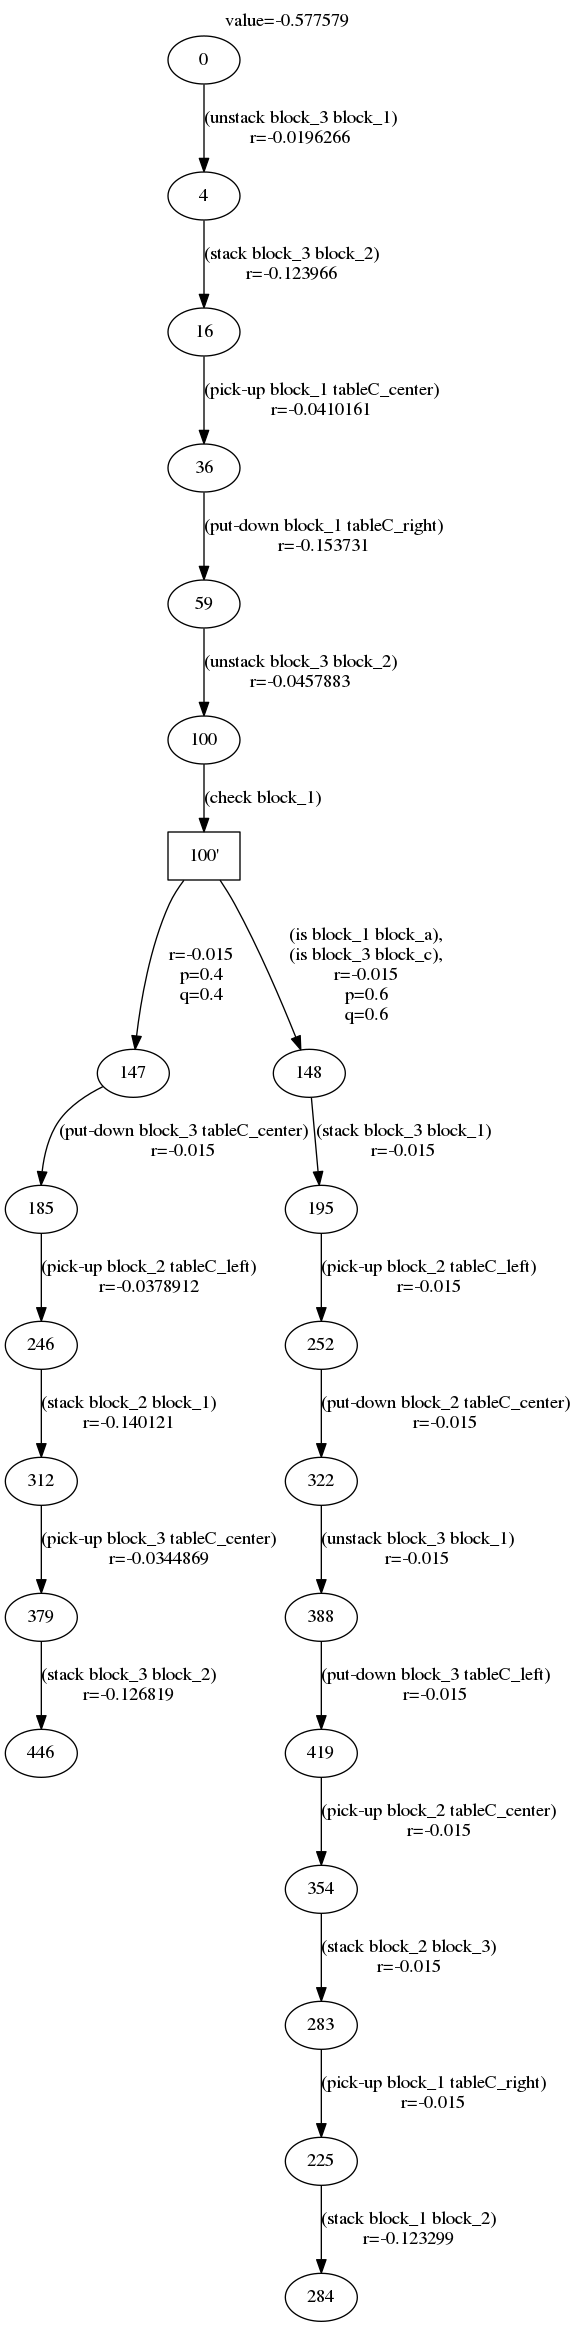 value=-0.577579
0
(unstack block_3 block_1)
r=-0.0196266
4
(stack block_3 block_2)
r=-0.123966
16
(pick-up block_1 tableC_center)
r=-0.0410161
36
(put-down block_1 tableC_right)
r=-0.153731
59
(unstack block_3 block_2)
r=-0.0457883
100
(check block_1)
100'
r=-0.015
p=0.4
q=0.4
(is block_1 block_a),
(is block_3 block_c),
r=-0.015
p=0.6
q=0.6
147
148
(put-down block_3 tableC_center)
r=-0.015
(stack block_3 block_1)
r=-0.015
185
195
(pick-up block_2 tableC_left)
r=-0.0378912
(pick-up block_2 tableC_left)
r=-0.015
246
252
(stack block_2 block_1)
r=-0.140121
(put-down block_2 tableC_center)
r=-0.015
312
322
(pick-up block_3 tableC_center)
r=-0.0344869
(unstack block_3 block_1)
r=-0.015
379
388
(stack block_3 block_2)
r=-0.126819
(put-down block_3 tableC_left)
r=-0.015
446
419
(pick-up block_2 tableC_center)
r=-0.015
354
(stack block_2 block_3)
r=-0.015
283
(pick-up block_1 tableC_right)
r=-0.015
225
(stack block_1 block_2)
r=-0.123299
284